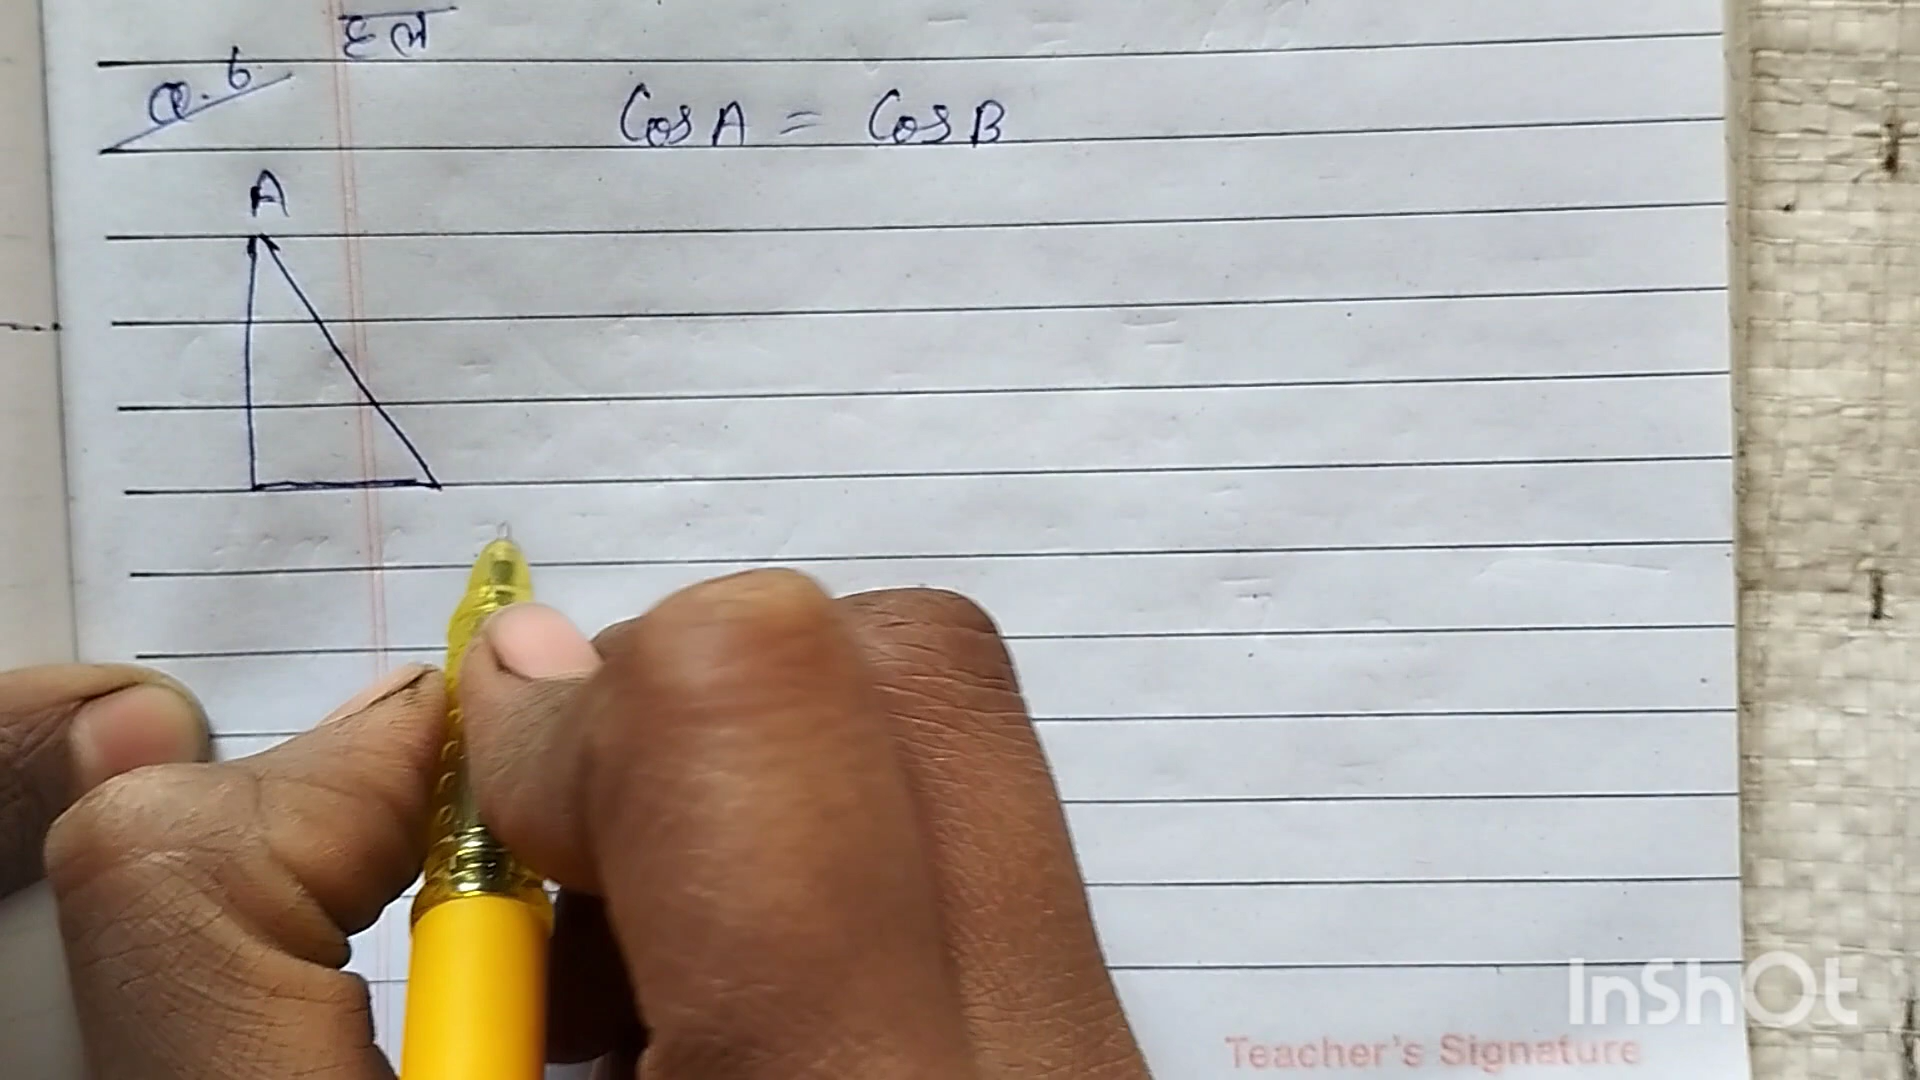 हल
Q.6
Cos A = Cos B
A
InShOt
Teacher's Signature